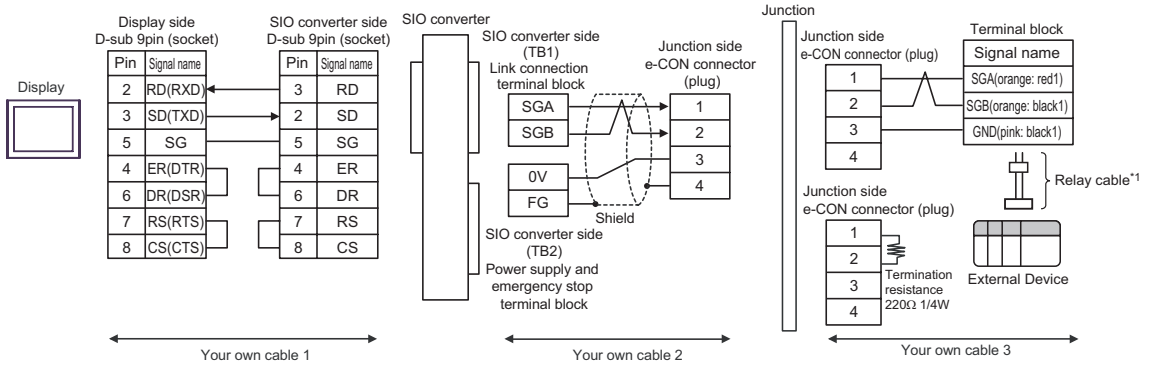 Display
Display side
D-sub 9pin (socket)
Pin Signal name
2 RD(RXD)
3 SD(TXD)
5 SG
4 ER(DTR)
6 DR(DSR)
7 RS(RTS)
8 CS(CTS)
SIO converter side
D-sub 9pin (socket)
Pin Signal name
3 RD
2 SD
5 SG
4 ER
6 DR
7 RS
8 CS
Your own cable 1
SIO converter
SIO converter side
(TB1)
Link connection
terminal block
SGA
SGB
0V
FG
Shield
SIO converter side
(TB2)
Power supply and
emergency stop
terminal block
Junction side
e-CON connector
(plug)
1
2
3
4
Your own cable 2
Junction
Junction side
e-CON connector (plug)
1
2
3
4
Terminal block
Signal name
SGA(orange: red1)
SGB(orange: black1)
GND(pink: black1)
Relay cable*1
External Device
Junction side
e-CON connector (plug)
1
2
3
4
Termination
resistance
220Ω 1/4W
Your own cable 3